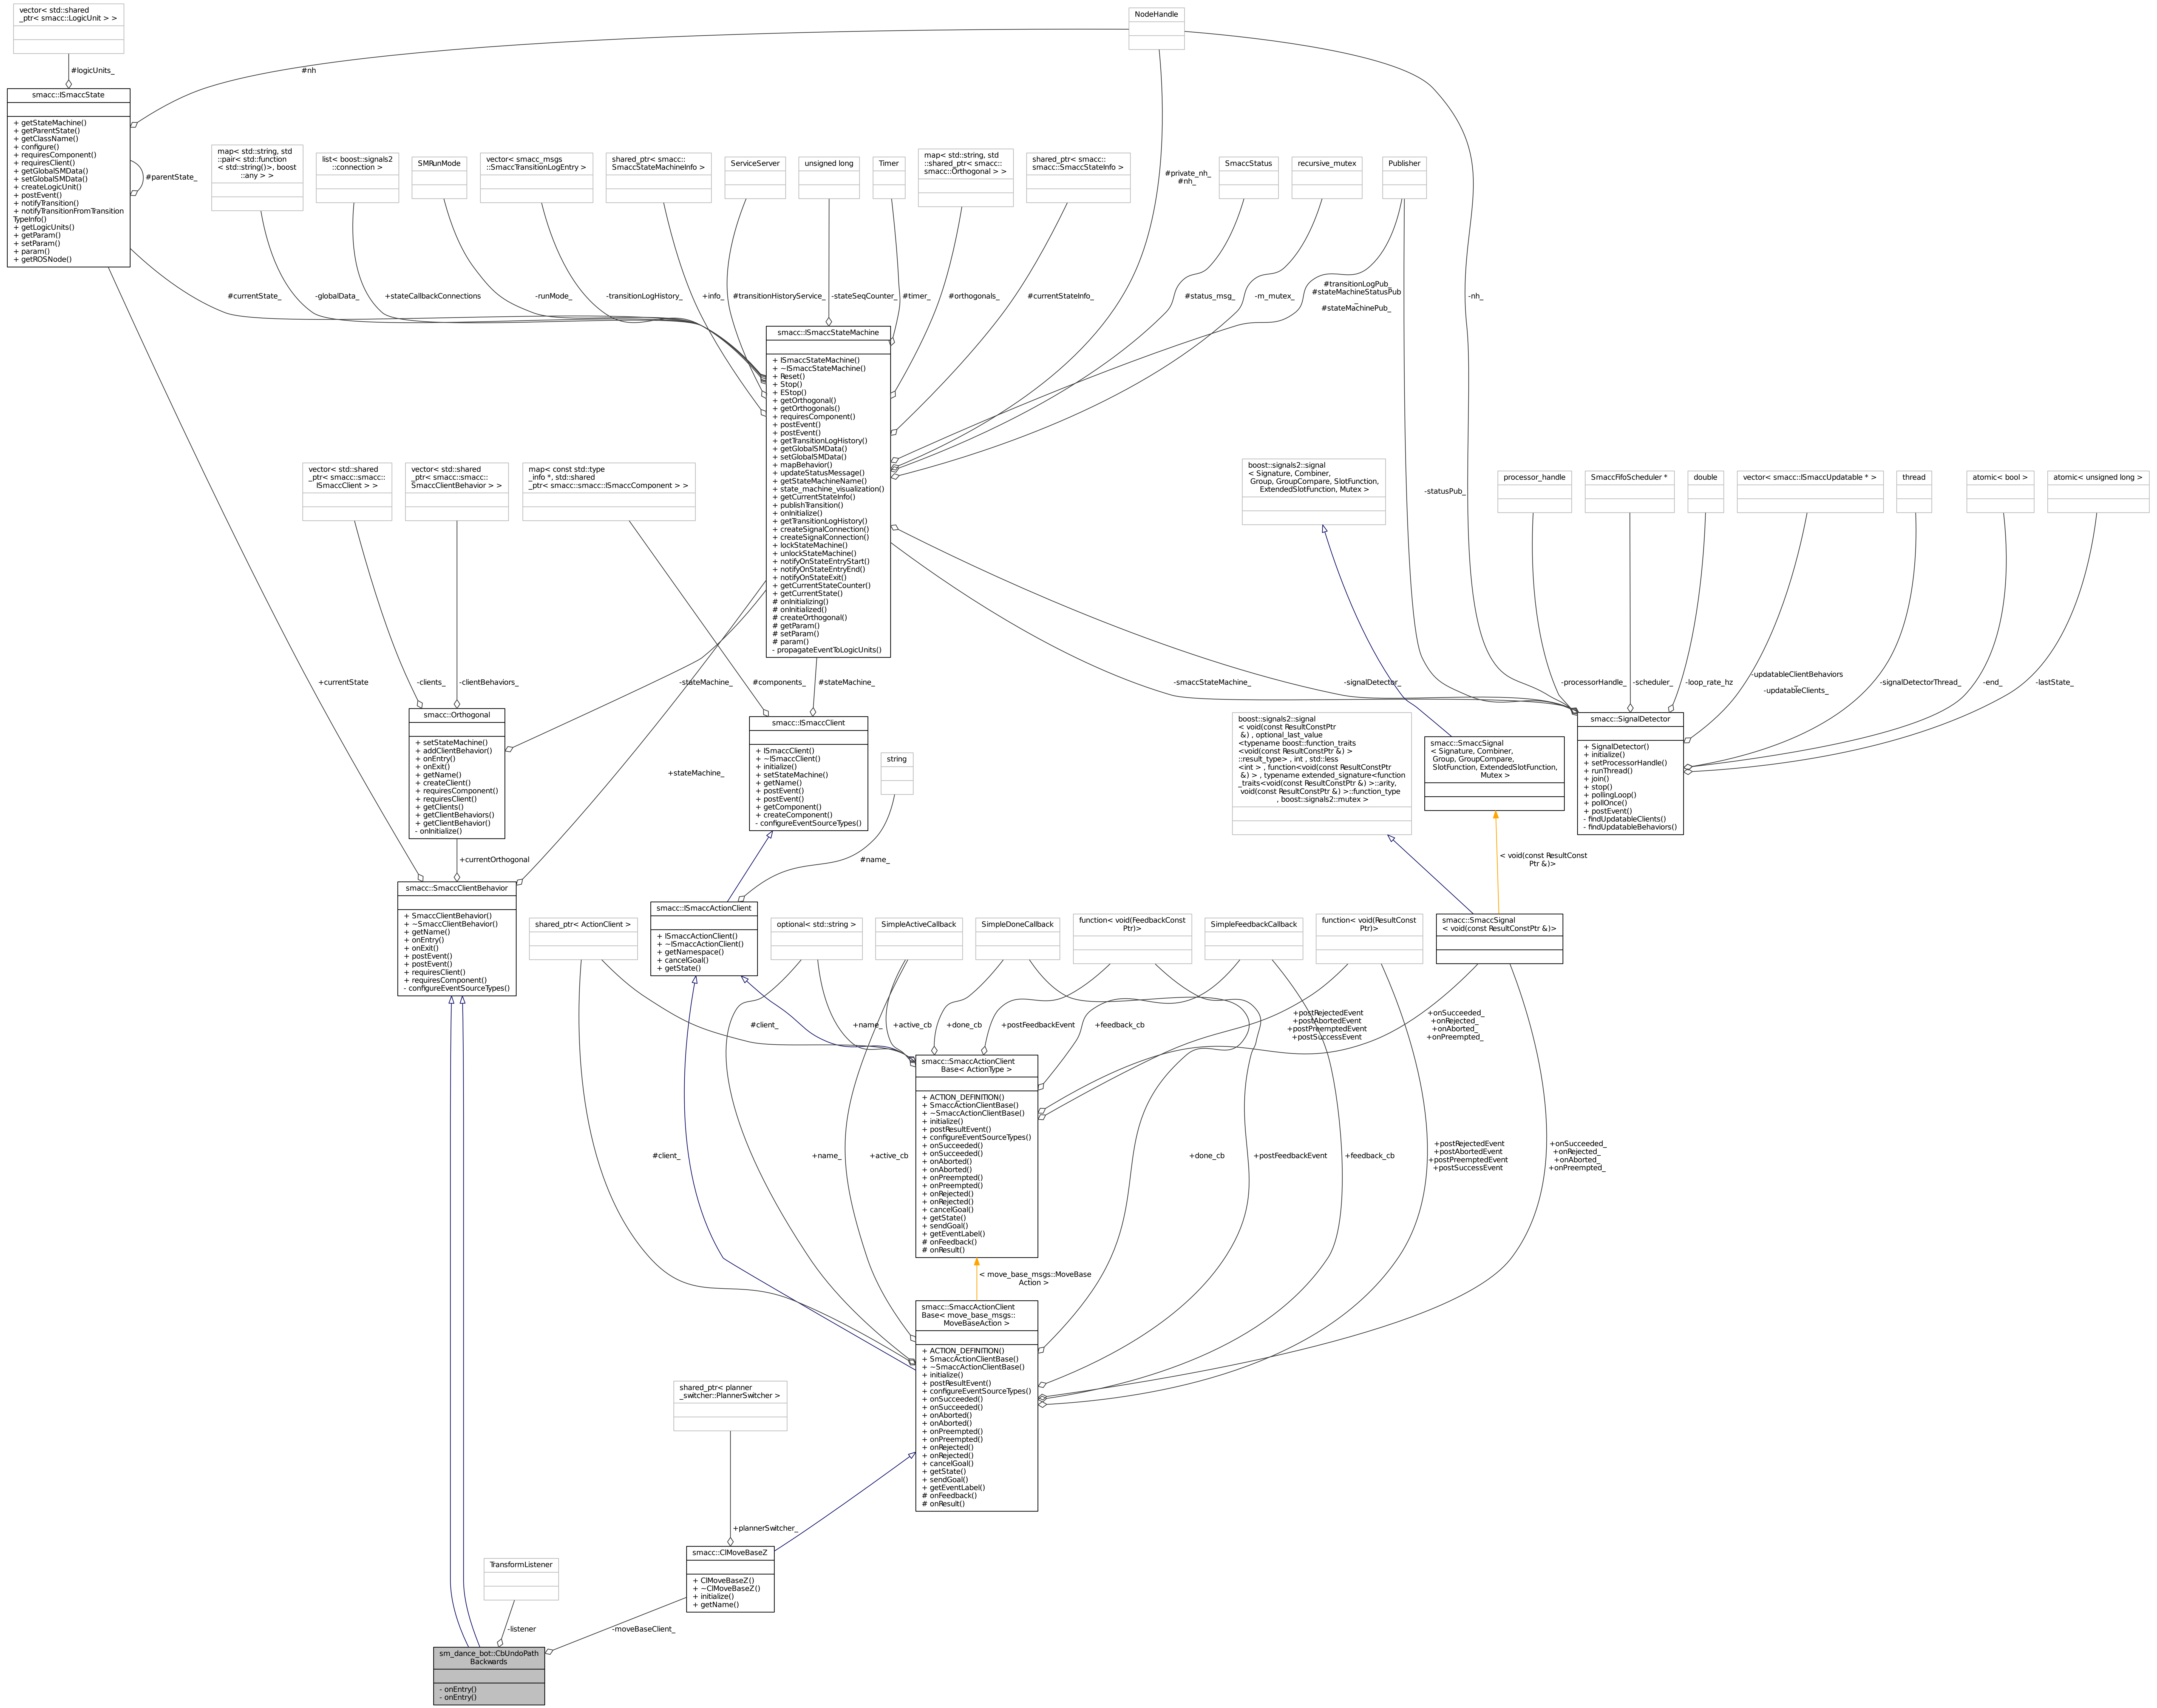 vector< std::shared
_ptr< smacc::LogicUnit > >
NodeHandle
#logicUnits_
#nh
smacc::ISmaccState
+ getStateMachine()
+ getParentState()
+ getClassName()
+ configure()
+ requiresComponent()
+ requiresClient()
+ getGlobalSMData()
+ setGlobalSMData()
+ createLogicUnit()
+ postEvent()
+ notifyTransition()
+ notifyTransitionFromTransition
TypeInfo()
+ getLogicUnits()
+ getParam()
+ setParam()
+ param()
+ getROSNode()
#parentState_
map< std::string, std
::pair< std::function
< std::string()>, boost
::any > >
list< boost::signals2
::connection >
SMRunMode
vector< smacc_msgs
::SmaccTransitionLogEntry >
shared_ptr< smacc::
SmaccStateMachineInfo >
ServiceServer
unsigned long
Timer
map< std::string, std
::shared_ptr< smacc::
smacc::Orthogonal > >
shared_ptr< smacc::
smacc::SmaccStateInfo >
#private_nh_
#nh_
SmaccStatus
recursive_mutex
Publisher
#currentState_
-globalData_
+stateCallbackConnections
-runMode_
-transitionLogHistory_
+info_
#transitionHistoryService_
-stateSeqCounter_
#timer_
#orthogonals_
#currentStateInfo_
#status_msg_
-m_mutex_
#transitionLogPub_
#stateMachineStatusPub
_
#stateMachinePub_
-nh_
smacc::ISmaccStateMachine
+ ISmaccStateMachine()
+ ~ISmaccStateMachine()
+ Reset()
+ Stop()
+ EStop()
+ getOrthogonal()
+ getOrthogonals()
+ requiresComponent()
+ postEvent()
+ postEvent()
+ getTransitionLogHistory()
+ getGlobalSMData()
+ setGlobalSMData()
+ mapBehavior()
+ updateStatusMessage()
+ getStateMachineName()
+ state_machine_visualization()
+ getCurrentStateInfo()
+ publishTransition()
+ onInitialize()
+ getTransitionLogHistory()
+ createSignalConnection()
+ createSignalConnection()
+ lockStateMachine()
+ unlockStateMachine()
+ notifyOnStateEntryStart()
+ notifyOnStateEntryEnd()
+ notifyOnStateExit()
+ getCurrentStateCounter()
+ getCurrentState()
# onInitializing()
# onInitialized()
# createOrthogonal()
# getParam()
# setParam()
# param()
- propagateEventToLogicUnits()
vector< std::shared
_ptr< smacc::smacc::
ISmaccClient > >
vector< std::shared
_ptr< smacc::smacc::
SmaccClientBehavior > >
map< const std::type
_info *, std::shared
_ptr< smacc::smacc::ISmaccComponent > >
boost::signals2::signal
< Signature, Combiner,
Group, GroupCompare, SlotFunction,
ExtendedSlotFunction, Mutex >
-statusPub_
processor_handle
SmaccFifoScheduler *
double
vector< smacc::ISmaccUpdatable * >
thread
atomic< bool >
atomic< unsigned long >
+currentState
-clients_
-clientBehaviors_
-stateMachine_
#components_
#stateMachine_
-smaccStateMachine_
-signalDetector_
-processorHandle_
-scheduler_
-loop_rate_hz
-updatableClientBehaviors
_
-updatableClients_
-signalDetectorThread_
-end_
-lastState_
smacc::Orthogonal
+ setStateMachine()
+ addClientBehavior()
+ onEntry()
+ onExit()
+ getName()
+ createClient()
+ requiresComponent()
+ requiresClient()
+ getClients()
+ getClientBehaviors()
+ getClientBehavior()
- onInitialize()
+stateMachine_
smacc::ISmaccClient
+ ISmaccClient()
+ ~ISmaccClient()
+ initialize()
+ setStateMachine()
+ getName()
+ postEvent()
+ postEvent()
+ getComponent()
+ createComponent()
- configureEventSourceTypes()
string
boost::signals2::signal
< void(const ResultConstPtr
&) , optional_last_value
<typename boost::function_traits
<void(const ResultConstPtr &) >
::result_type> , int , std::less
<int > , function<void(const ResultConstPtr
&) > , typename extended_signature<function
_traits<void(const ResultConstPtr &) >::arity,
void(const ResultConstPtr &) >::function_type
, boost::signals2::mutex >
smacc::SmaccSignal
< Signature, Combiner,
Group, GroupCompare,
SlotFunction, ExtendedSlotFunction,
Mutex >
smacc::SignalDetector
+ SignalDetector()
+ initialize()
+ setProcessorHandle()
+ runThread()
+ join()
+ stop()
+ pollingLoop()
+ pollOnce()
+ postEvent()
- findUpdatableClients()
- findUpdatableBehaviors()
+currentOrthogonal
#name_
< void(const ResultConst
Ptr &)>
smacc::SmaccClientBehavior
+ SmaccClientBehavior()
+ ~SmaccClientBehavior()
+ getName()
+ onEntry()
+ onExit()
+ postEvent()
+ postEvent()
+ requiresClient()
+ requiresComponent()
- configureEventSourceTypes()
shared_ptr< ActionClient >
smacc::ISmaccActionClient
+ ISmaccActionClient()
+ ~ISmaccActionClient()
+ getNamespace()
+ cancelGoal()
+ getState()
optional< std::string >
SimpleActiveCallback
SimpleDoneCallback
function< void(FeedbackConst
Ptr)>
SimpleFeedbackCallback
function< void(ResultConst
Ptr)>
smacc::SmaccSignal
< void(const ResultConstPtr &)>
#client_
+name_
+active_cb
+done_cb
+postFeedbackEvent
+feedback_cb
+postRejectedEvent
+postAbortedEvent
+postPreemptedEvent
+postSuccessEvent
+onSucceeded_
+onRejected_
+onAborted_
+onPreempted_
smacc::SmaccActionClient
Base< ActionType >
+ ACTION_DEFINITION()
+ SmaccActionClientBase()
+ ~SmaccActionClientBase()
+ initialize()
+ postResultEvent()
+ configureEventSourceTypes()
+ onSucceeded()
+ onSucceeded()
+ onAborted()
+ onAborted()
+ onPreempted()
+ onPreempted()
+ onRejected()
+ onRejected()
+ cancelGoal()
+ getState()
+ sendGoal()
+ getEventLabel()
# onFeedback()
# onResult()
#client_
+name_
+active_cb
+done_cb
+postFeedbackEvent
+feedback_cb
+postRejectedEvent
+postAbortedEvent
+postPreemptedEvent
+postSuccessEvent
+onSucceeded_
+onRejected_
+onAborted_
+onPreempted_
< move_base_msgs::MoveBase
Action >
smacc::SmaccActionClient
Base< move_base_msgs::
MoveBaseAction >
+ ACTION_DEFINITION()
+ SmaccActionClientBase()
+ ~SmaccActionClientBase()
+ initialize()
+ postResultEvent()
+ configureEventSourceTypes()
+ onSucceeded()
+ onSucceeded()
+ onAborted()
+ onAborted()
+ onPreempted()
+ onPreempted()
+ onRejected()
+ onRejected()
+ cancelGoal()
+ getState()
+ sendGoal()
+ getEventLabel()
# onFeedback()
# onResult()
shared_ptr< planner
_switcher::PlannerSwitcher >
+plannerSwitcher_
smacc::ClMoveBaseZ
+ ClMoveBaseZ()
+ ~ClMoveBaseZ()
+ initialize()
+ getName()
TransformListener
-listener
-moveBaseClient_
sm_dance_bot::CbUndoPath
Backwards
- onEntry()
- onEntry()